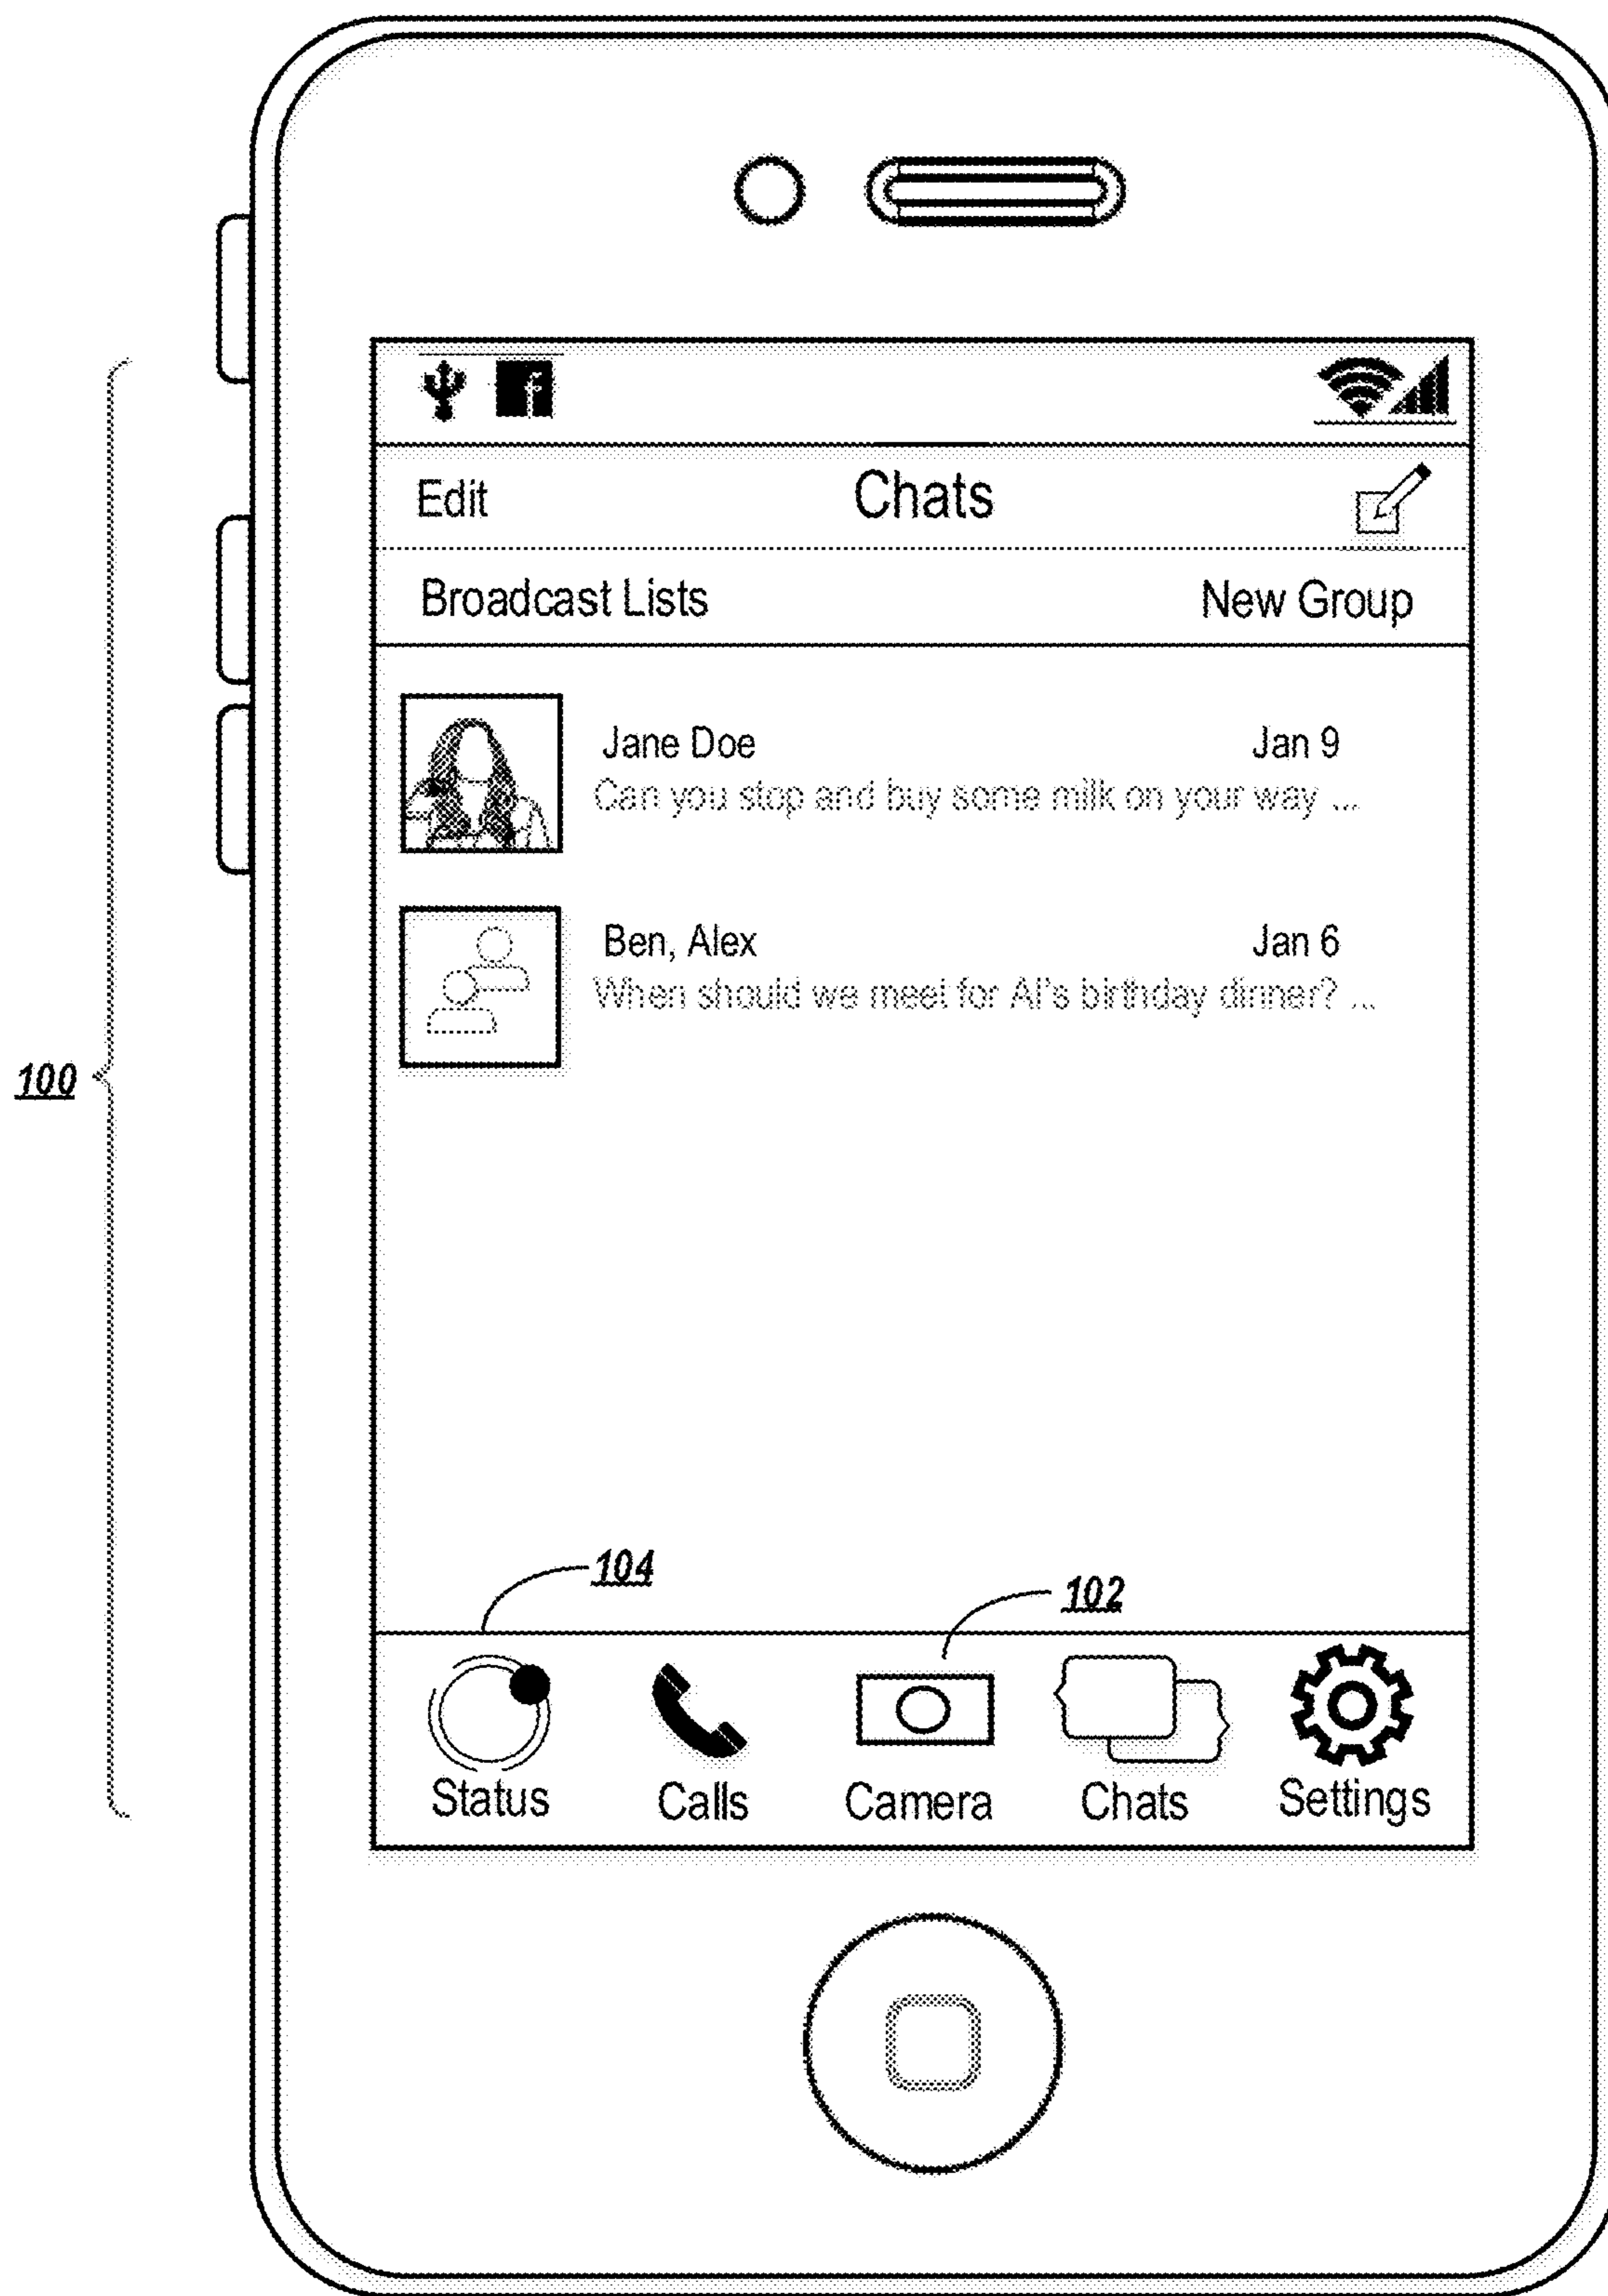 f
Edit Chats
Broadcast Lists New Group
Jane Doe Jan 9
Can you stop and buy some milk on your way ...
Ben, Alex Jan 6
When should we meet for Al's birthday dinner? ...
100
104
102
Status Calls Camera Chats Settings